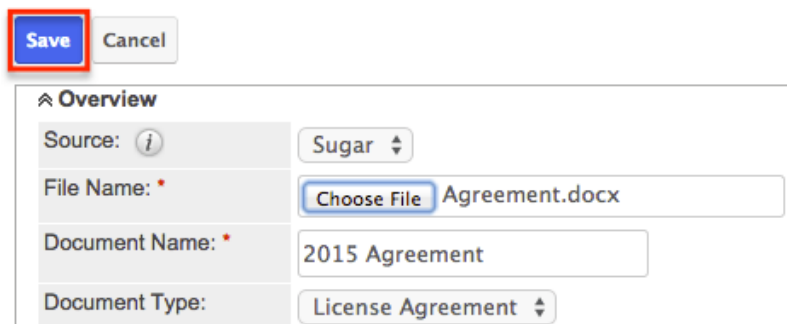 Save Cancel
Overview
Source: i Sugar
File Name: * Choose File Agreement.docx
Document Name: * 2015 Agreement
Document Type: License Agreement